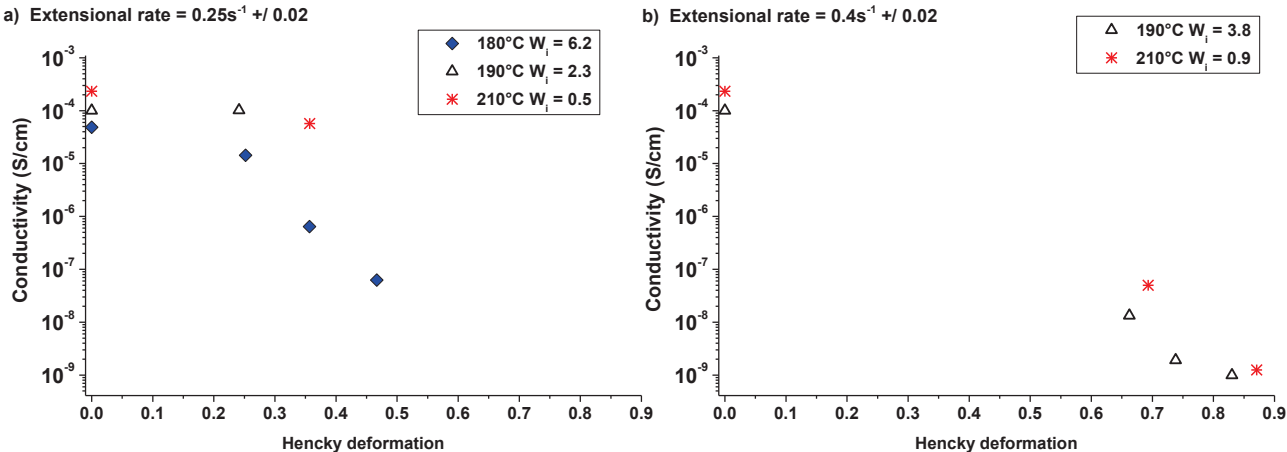 a) Extensional rate = 0.25s⁻¹ +/ 0.02
180°C Wᵢ = 6.2
190°C Wᵢ = 2.3
210°C Wᵢ = 0.5
Conductivity (S/cm)
10⁻³
10⁻⁴
10⁻⁵
10⁻⁶
10⁻⁷
10⁻⁸
10⁻⁹
0.0 0.1 0.2 0.3 0.4 0.5 0.6 0.7 0.8 0.9
Hencky deformation
b) Extensional rate = 0.4s⁻¹ +/ 0.02
190°C Wᵢ = 3.8
210°C Wᵢ = 0.9
Conductivity (S/cm)
10⁻³
10⁻⁴
10⁻⁵
10⁻⁶
10⁻⁷
10⁻⁸
10⁻⁹
0.0 0.1 0.2 0.3 0.4 0.5 0.6 0.7 0.8 0.9
Hencky deformation